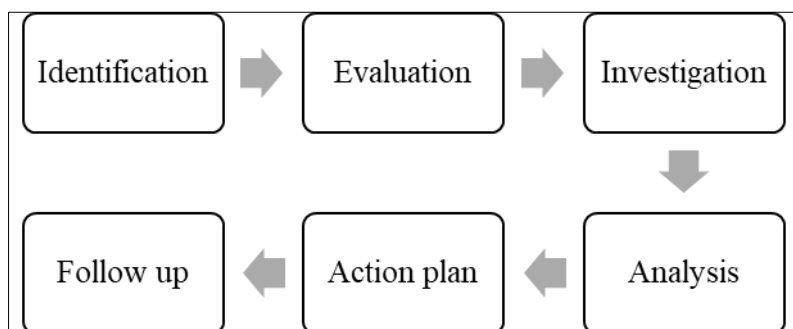 Identification
Evaluation
Investigation
Analysis
Action plan
Follow up